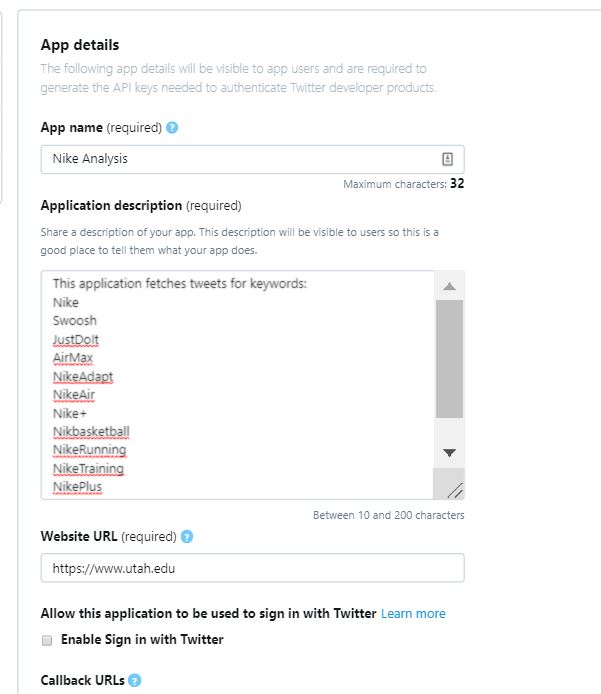 App details
The following app details will be visible to app users and are required to
generate the API keys needed to authenticate Twitter developer products.
App name (required) ?
Nike Analysis
Maximum characters: 32
Application description (required)
Share a description of your app. This description will be visible to users so this is a
good place to tell them what your app does.
This application fetches tweets for keywords:
Nike
Swoosh
JustDoIt
AirMax
NikeAdapt
NikeAir
Nike+
Nikbasketball
NikeRunning
NikeTraining
NikePlus
Between 10 and 200 characters
Website URL (required) ?
https://www.utah.edu
Allow this application to be used to sign in with Twitter Learn more
Enable Sign in with Twitter
Callback URLs ?